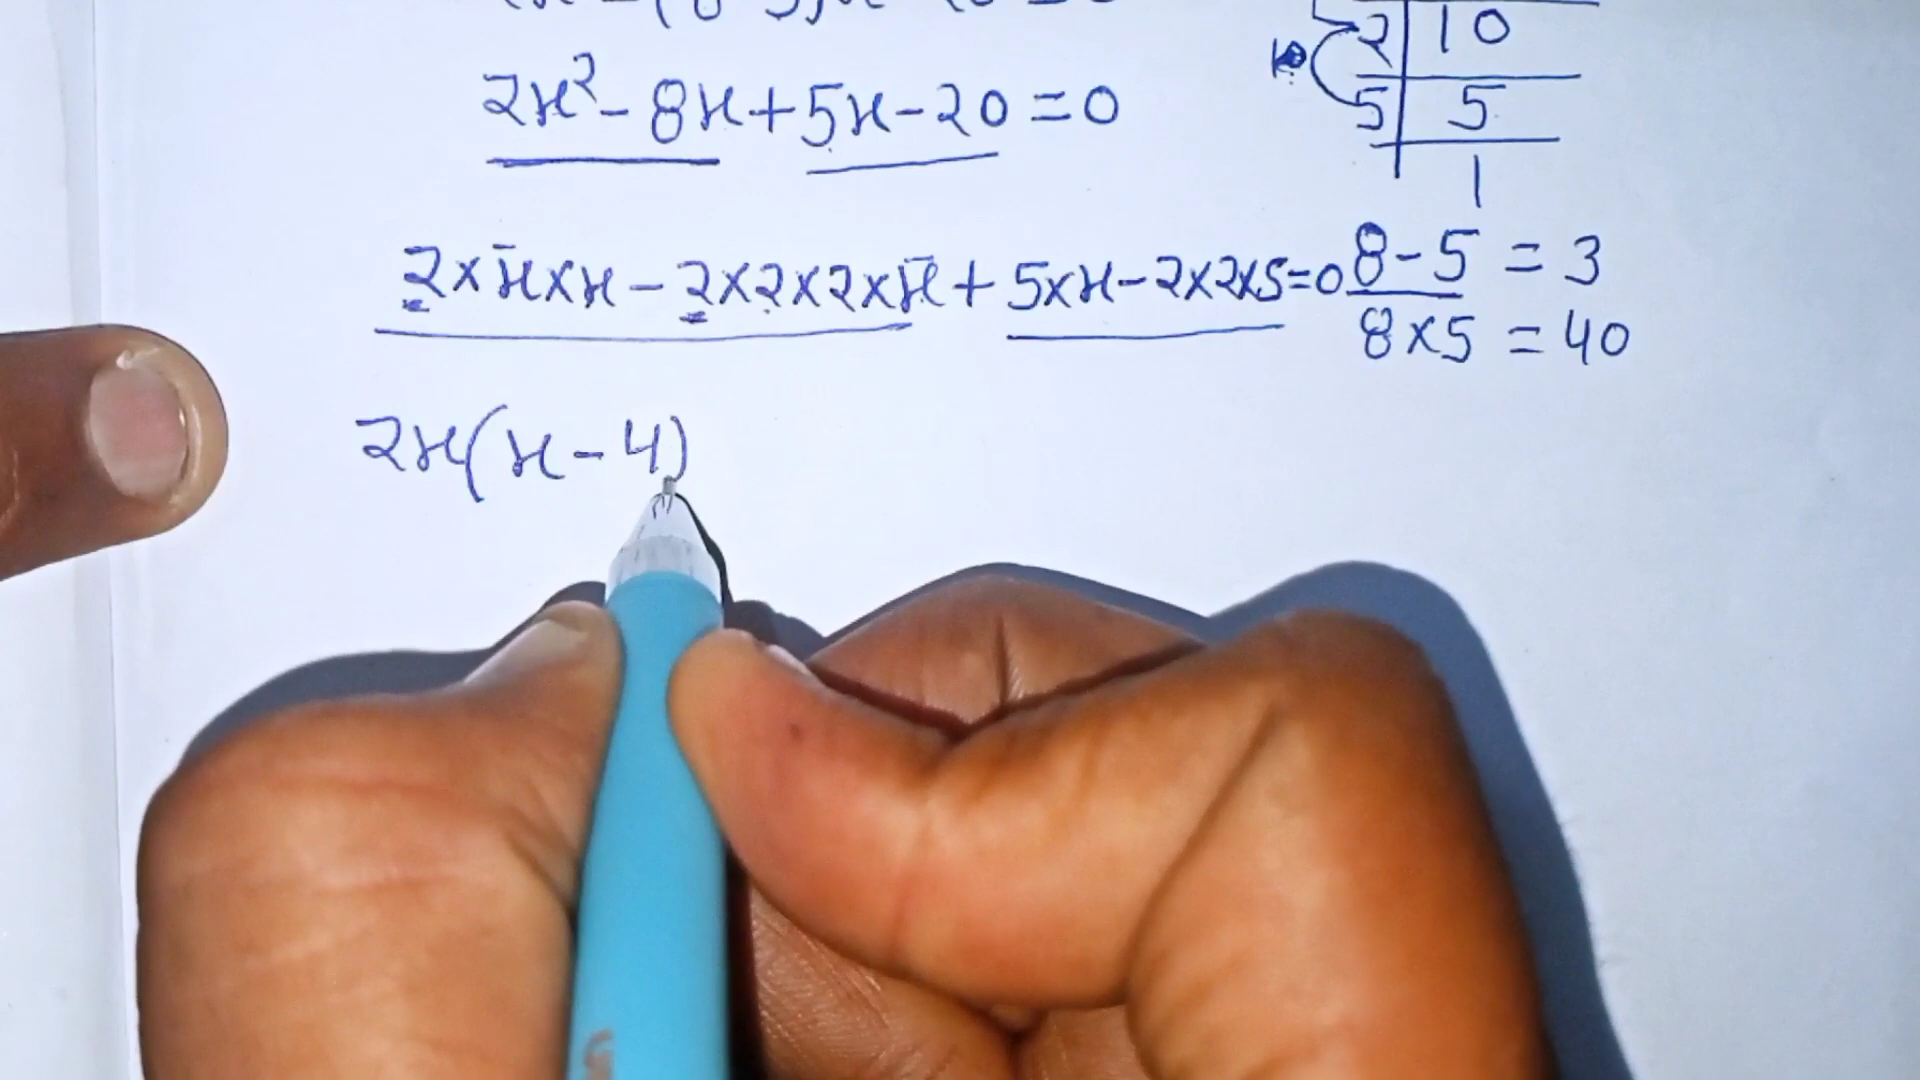 2 | 10
2x² - 8x + 5x - 20 = 0
5 | 5
1
2×x×x - 2×2×2×x + 5×x - 2×2×5 = 0
8 - 5 = 3
8 × 5 = 40
2x(x - 4)